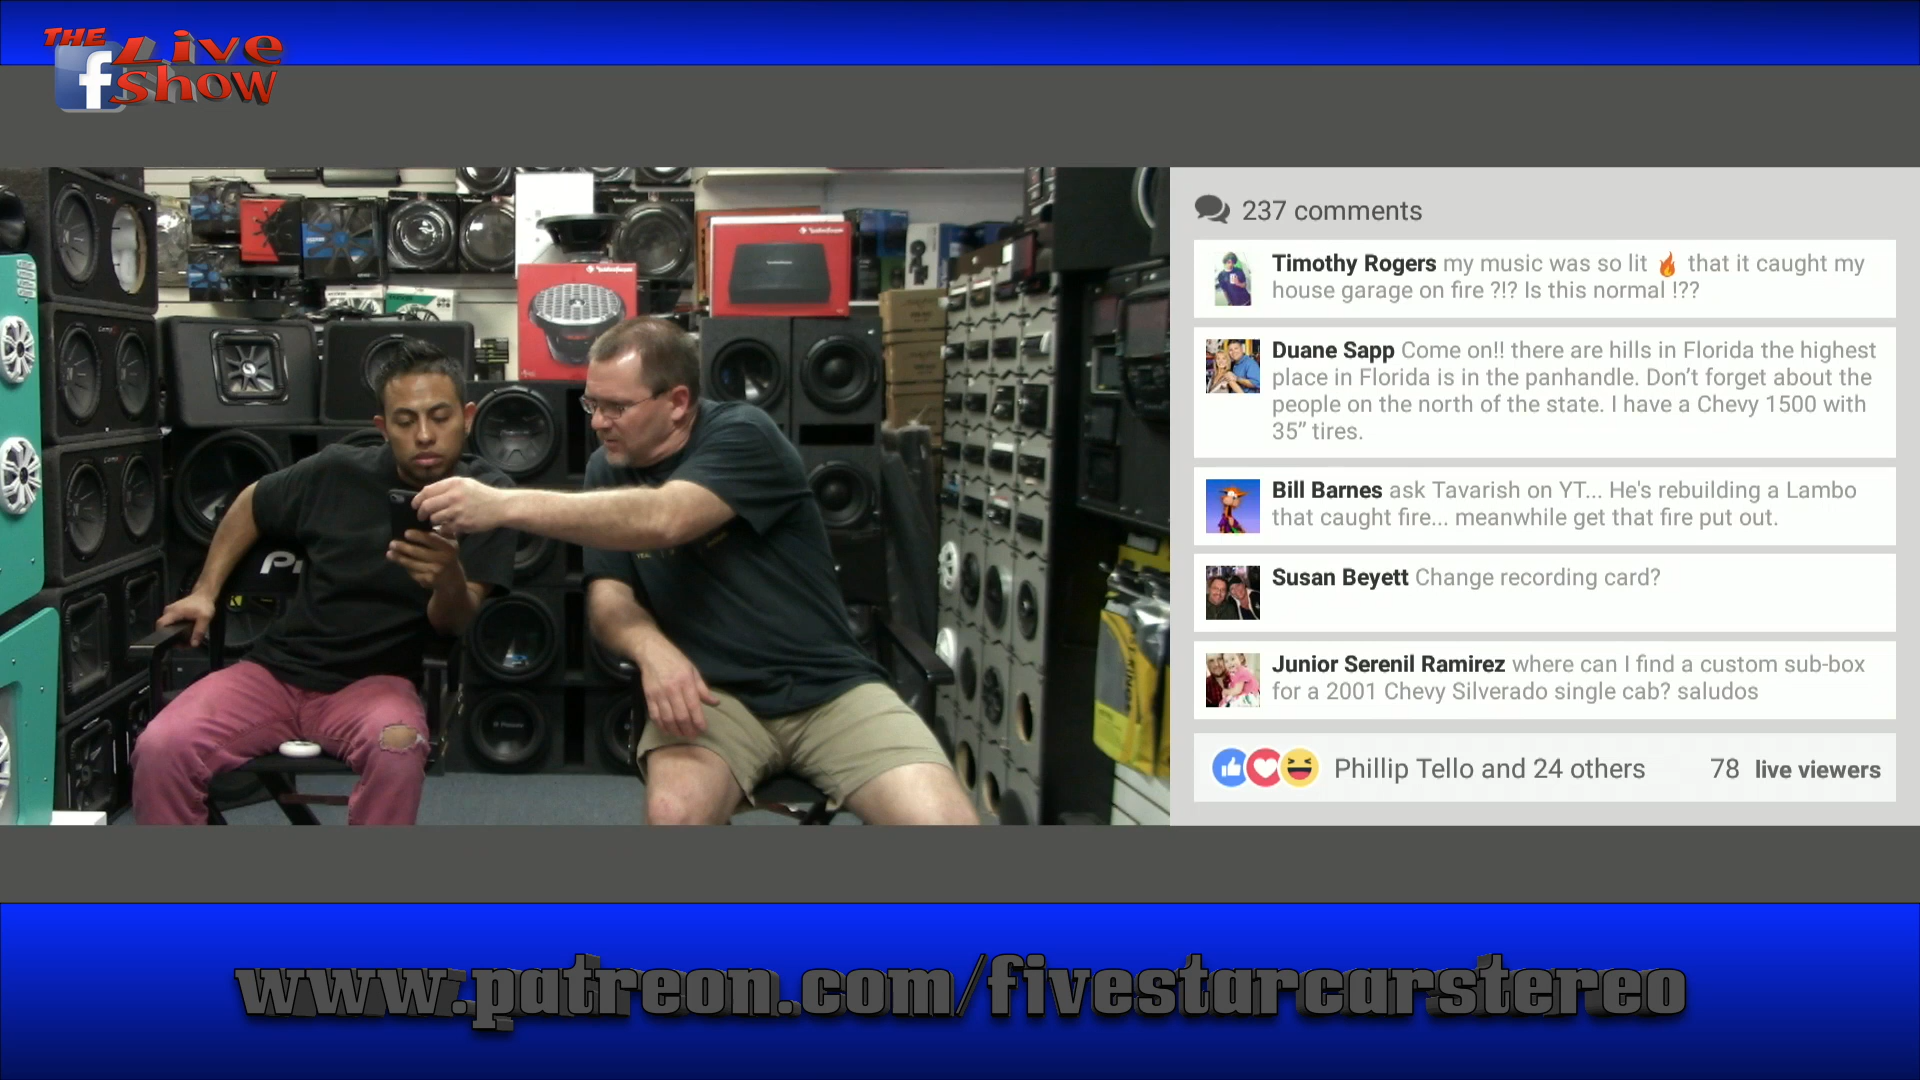 THE Live
f Show
237 comments
Timothy Rogers my music was so lit 🔥 that it caught my
house garage on fire ?!? Is this normal !??
Duane Sapp Come on!! there are hills in Florida the highest
place in Florida is in the panhandle. Don’t forget about the
people on the north of the state. I have a Chevy 1500 with
35” tires.
Bill Barnes ask Tavarish on YT... He's rebuilding a Lambo
that caught fire... meanwhile get that fire put out.
Susan Beyett Change recording card?
Junior Serenil Ramirez where can I find a custom sub-box
for a 2001 Chevy Silverado single cab? saludos
Phillip Tello and 24 others 78 live viewers
www.patreon.com/fivestarcarstereo